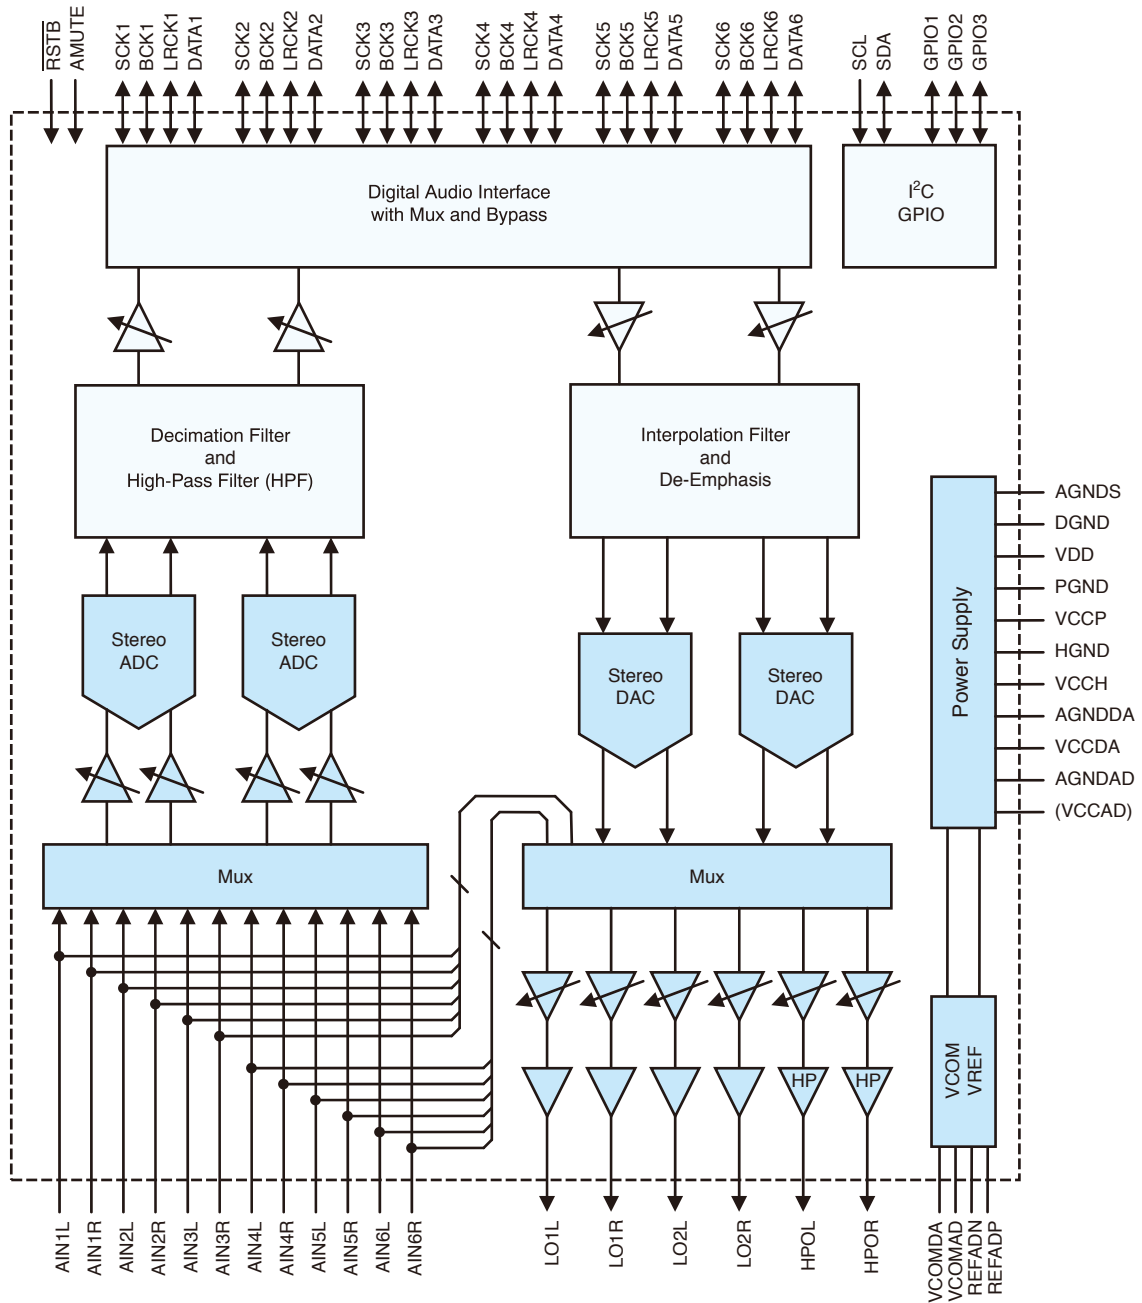 RSTB
AMUTE
SCK1
BCK1
LRCK1
DATA1
SCK2
BCK2
LRCK2
DATA2
SCK3
BCK3
LRCK3
DATA3
SCK4
BCK4
LRCK4
DATA4
SCK5
BCK5
LRCK5
DATA5
SCK6
BCK6
LRCK6
DATA6
SCL
SDA
GPIO1
GPIO2
GPIO3
Digital Audio Interface
with Mux and Bypass
I²C
GPIO
Decimation Filter
and
High-Pass Filter (HPF)
Interpolation Filter
and
De-Emphasis
Stereo
ADC
Stereo
ADC
Stereo
DAC
Stereo
DAC
Power Supply
AGNDS
DGND
VDD
PGND
VCCP
HGND
VCCH
AGNDDA
VCCDA
AGNDAD
(VCCAD)
Mux
Mux
HP
HP
VCOM
VREF
AIN1L
AIN1R
AIN2L
AIN2R
AIN3L
AIN3R
AIN4L
AIN4R
AIN5L
AIN5R
AIN6L
AIN6R
LO1L
LO1R
LO2L
LO2R
HPOL
HPOR
VCOMDA
VCOMAD
REFADN
REFADP